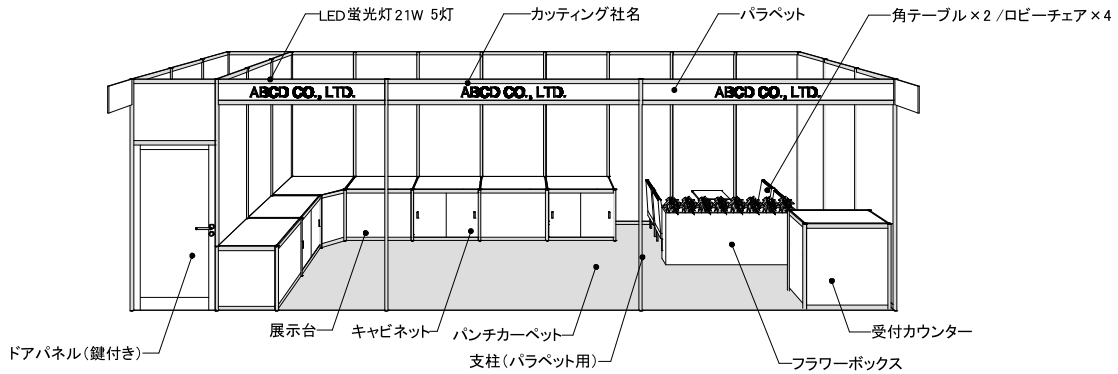 LED蛍光灯21W 5灯
カッティング社名
パラペット
角テーブル×2 /ロビーチェア×4
ABCD CO., LTD.
ABCD CO., LTD.
ABCD CO., LTD.
展示台
キャビネット
パンチカーペット
受付カウンター
ドアパネル(鍵付き)
支柱(パラペット用)
フラワーボックス